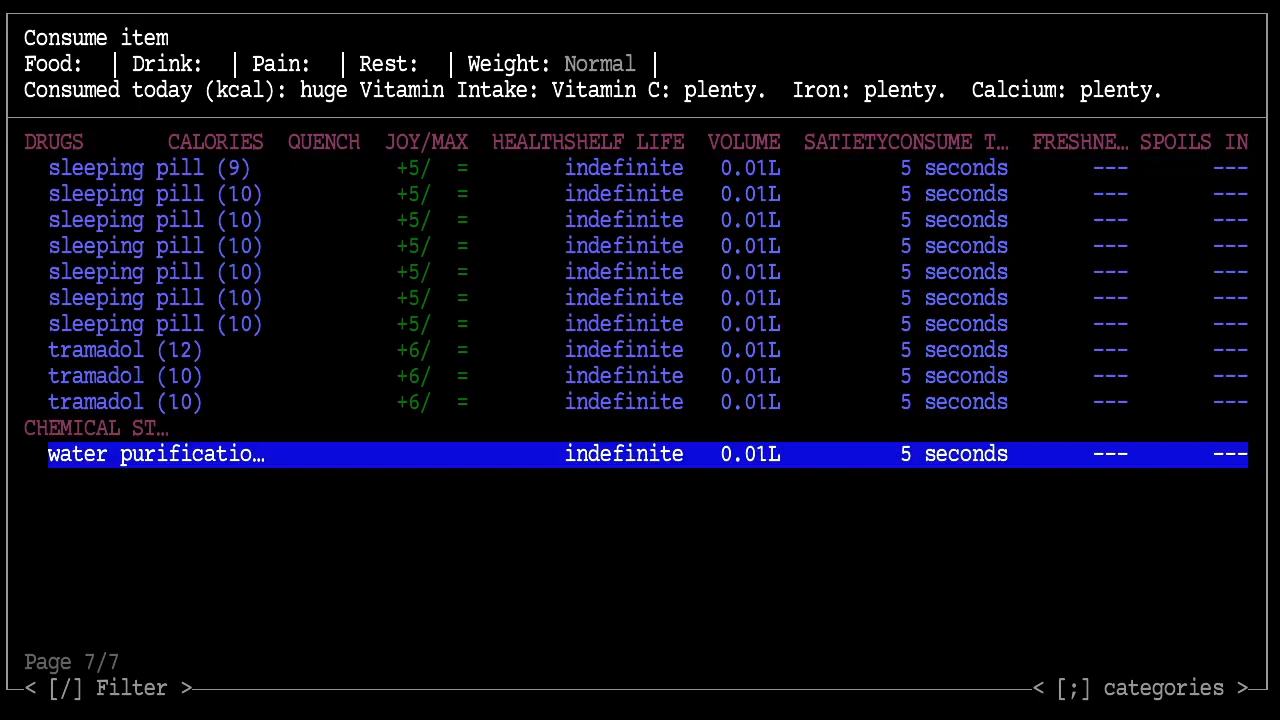 Consume item
Food:  | Drink:  | Pain:  | Rest:  | Weight: Normal |
Consumed today (kcal): huge Vitamin Intake: Vitamin C: plenty.  Iron: plenty.  Calcium: plenty.
DRUGS CALORIES QUENCH JOY/MAX HEALTHSHELF LIFE VOLUME SATIETYCONSUME T… FRESHNE… SPOILS IN
sleeping pill (9) +5/ = indefinite 0.01L 5 seconds --- ---
sleeping pill (10) +5/ = indefinite 0.01L 5 seconds --- ---
sleeping pill (10) +5/ = indefinite 0.01L 5 seconds --- ---
sleeping pill (10) +5/ = indefinite 0.01L 5 seconds --- ---
sleeping pill (10) +5/ = indefinite 0.01L 5 seconds --- ---
sleeping pill (10) +5/ = indefinite 0.01L 5 seconds --- ---
sleeping pill (10) +5/ = indefinite 0.01L 5 seconds --- ---
tramadol (12) +6/ = indefinite 0.01L 5 seconds --- ---
tramadol (10) +6/ = indefinite 0.01L 5 seconds --- ---
tramadol (10) +6/ = indefinite 0.01L 5 seconds --- ---
CHEMICAL ST…
water purificatio… indefinite 0.01L 5 seconds --- ---
Page 7/7
< [/] Filter > < [;] categories >